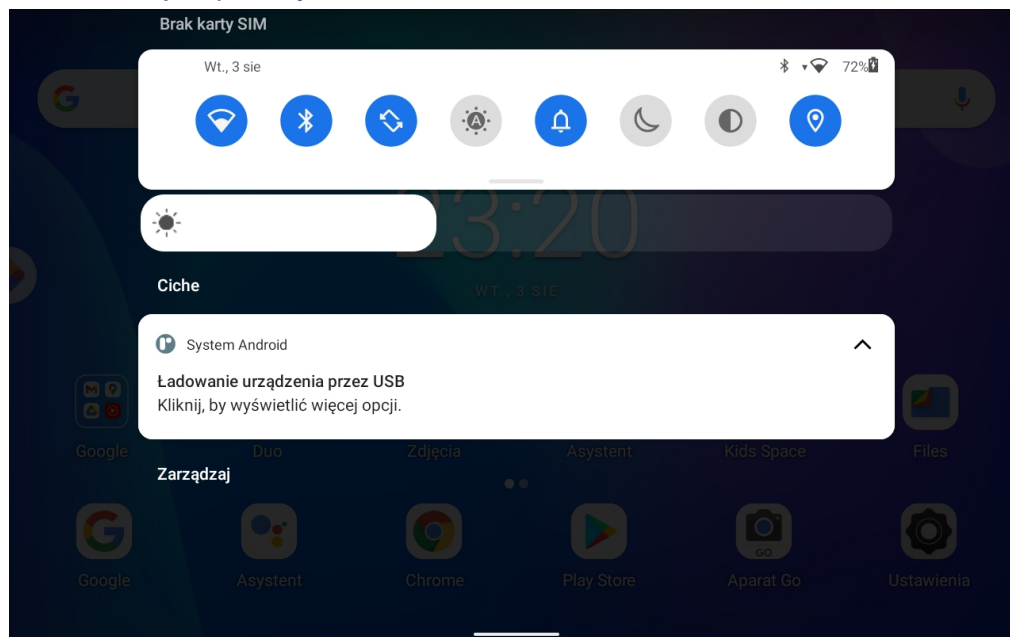 Brak karty SIM
Wt., 3 sie
72%
23:20
WT., 3 SIE
Ciche
System Android
Ładowanie urządzenia przez USB
Kliknij, by wyświetlić więcej opcji.
Google Duo Zdjęcia Asystent Kids Space Files
Zarządzaj
GO
Google Asystent Chrome Play Store Aparat Go Ustawienia